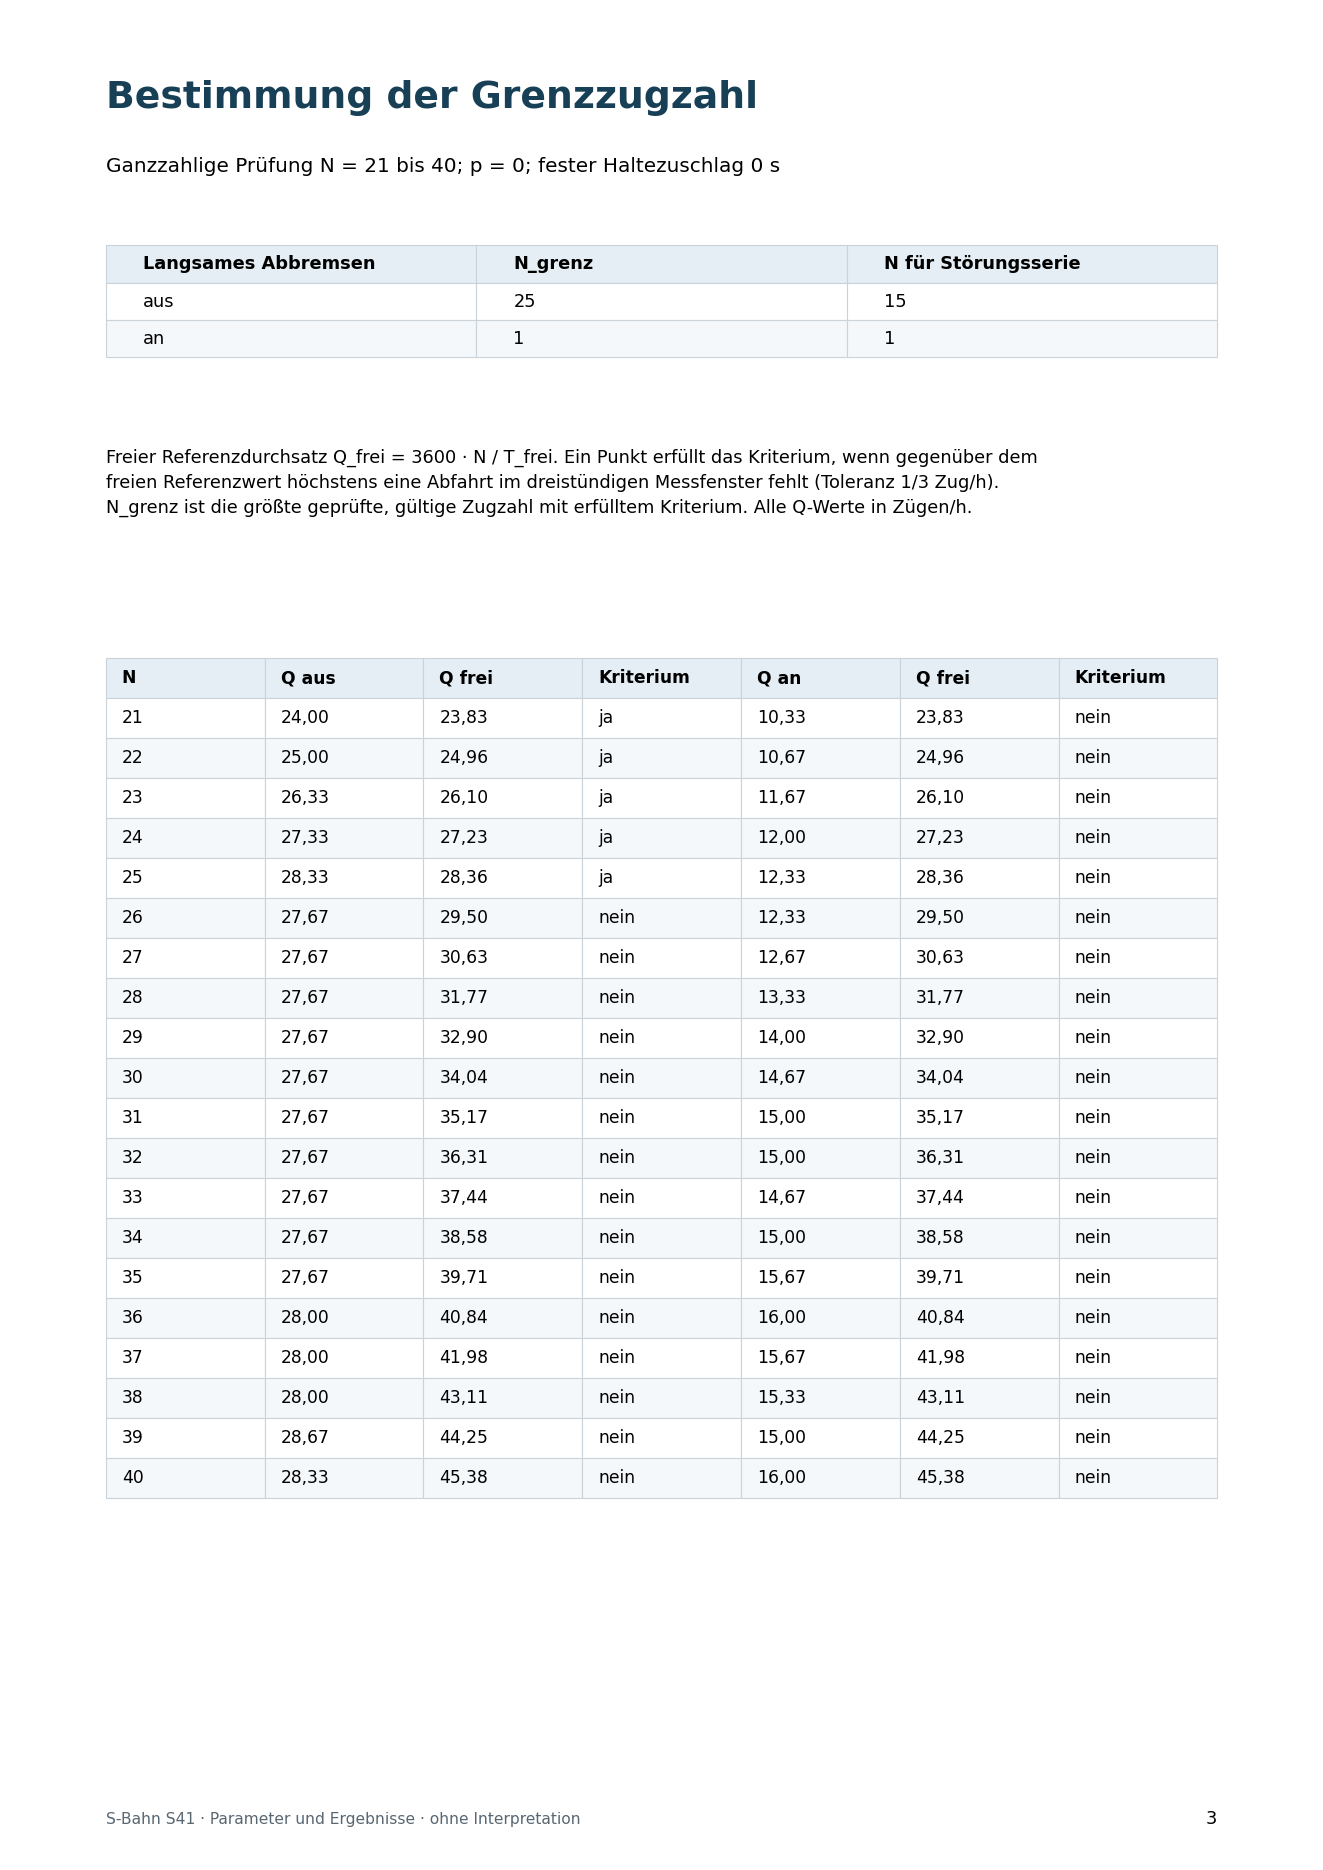 Bestimmung der Grenzzugzahl
Ganzzahlige Prüfung N = 21 bis 40; p = 0; fester Haltezuschlag 0 s
Langsames Abbremsen N_grenz N für Störungsserie
aus 25 15
an 1 1
Freier Referenzdurchsatz Q_frei = 3600 · N / T_frei. Ein Punkt erfüllt das Kriterium, wenn gegenüber dem
freien Referenzwert höchstens eine Abfahrt im dreistündigen Messfenster fehlt (Toleranz 1/3 Zug/h).
N_grenz ist die größte geprüfte, gültige Zugzahl mit erfülltem Kriterium. Alle Q-Werte in Zügen/h.
N Q aus Q frei Kriterium Q an Q frei Kriterium
21 24,00 23,83 ja 10,33 23,83 nein
22 25,00 24,96 ja 10,67 24,96 nein
23 26,33 26,10 ja 11,67 26,10 nein
24 27,33 27,23 ja 12,00 27,23 nein
25 28,33 28,36 ja 12,33 28,36 nein
26 27,67 29,50 nein 12,33 29,50 nein
27 27,67 30,63 nein 12,67 30,63 nein
28 27,67 31,77 nein 13,33 31,77 nein
29 27,67 32,90 nein 14,00 32,90 nein
30 27,67 34,04 nein 14,67 34,04 nein
31 27,67 35,17 nein 15,00 35,17 nein
32 27,67 36,31 nein 15,00 36,31 nein
33 27,67 37,44 nein 14,67 37,44 nein
34 27,67 38,58 nein 15,00 38,58 nein
35 27,67 39,71 nein 15,67 39,71 nein
36 28,00 40,84 nein 16,00 40,84 nein
37 28,00 41,98 nein 15,67 41,98 nein
38 28,00 43,11 nein 15,33 43,11 nein
39 28,67 44,25 nein 15,00 44,25 nein
40 28,33 45,38 nein 16,00 45,38 nein
S-Bahn S41 · Parameter und Ergebnisse · ohne Interpretation 3